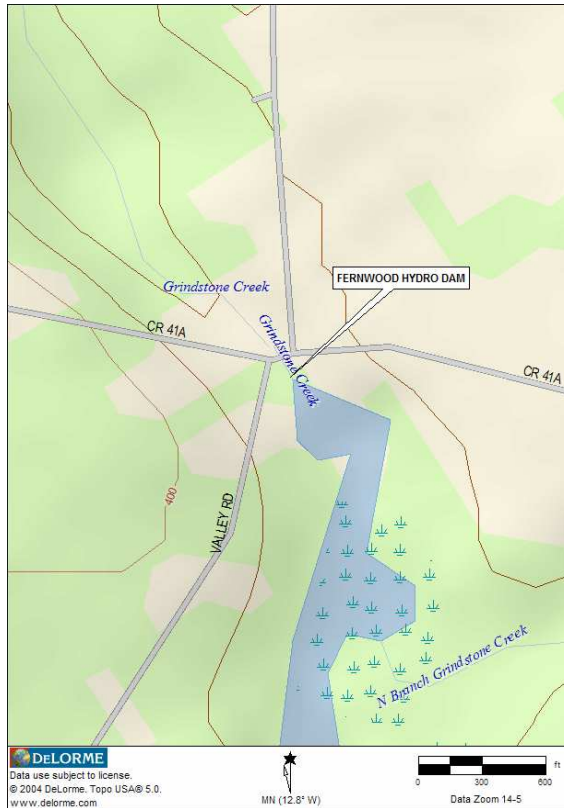 FERNWOOD HYDRO DAM
Grindstone Creek
Grindstone Creek
CR 41A
CR 41A
400
VALLEY RD
N Branch Grindstone Creek
DELORME
Data use subject to license.
© 2004 DeLorme. Topo USA® 5.0.
www.delorme.com
MN (12.8° W)
ft
0 300 600
Data Zoom 14-5